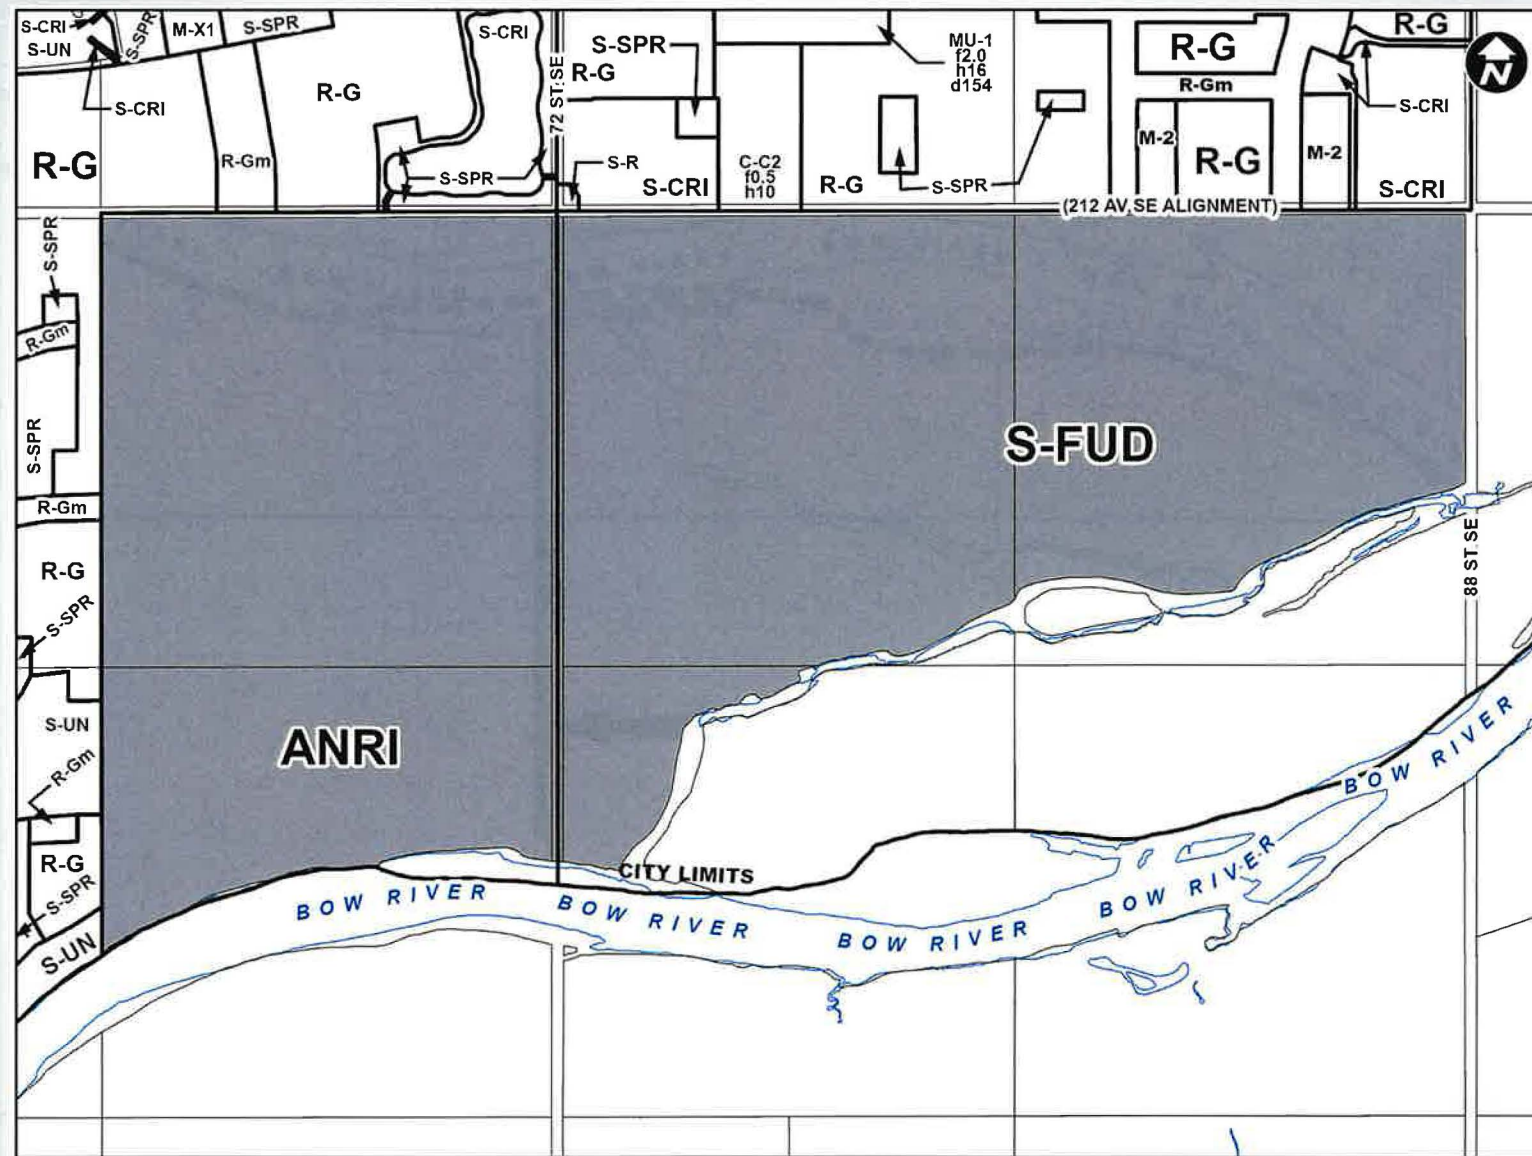 S-CRI
S-UN
S-SPR
M-X1
S-SPR
S-CRI
R-G
R-G
R-Gm
S-CRI
S-SPR
72 ST. SE
S-SPR
R-G
S-R
S-CRI
MU-1
f2.0
h16
d154
C-C2
f0.5
h10
R-G
S-SPR
R-G
R-Gm
M-2
R-G
M-2
R-G
S-CRI
S-CRI
N
(212 AV. SE ALIGNMENT)
S-SPR
R-Gm
S-SPR
R-Gm
R-G
S-SPR
S-UN
R-Gm
R-G
S-SPR
S-UN
S-FUD
ANRI
88 ST. SE
CITY LIMITS
BOW RIVER
BOW RIVER
BOW RIVER
BOW RIVER
BOW RIVER